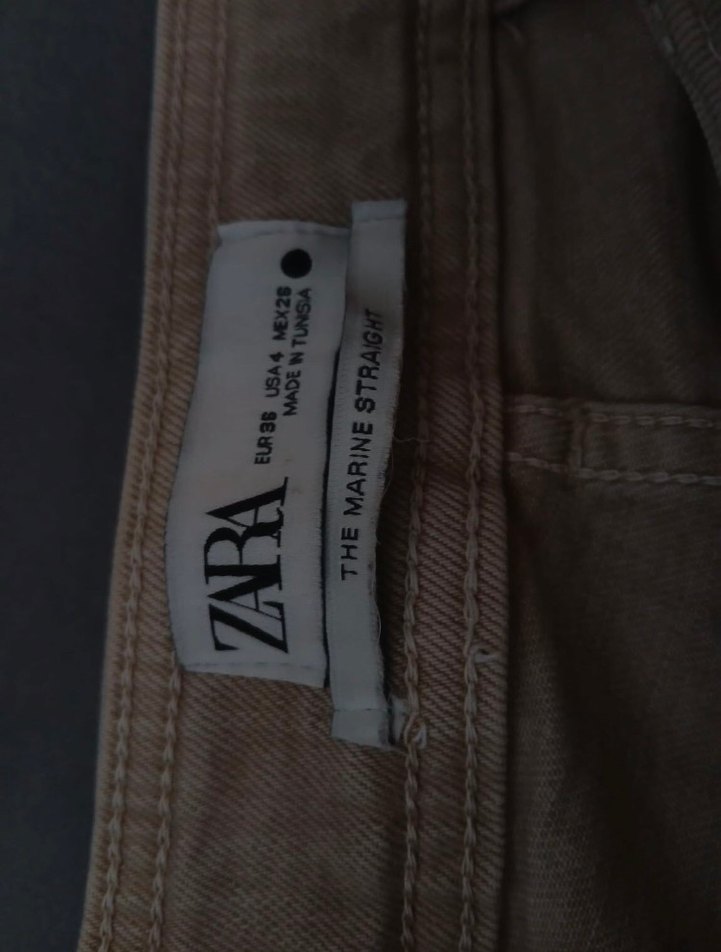 ZARA
EUR 36 USA 4 MEX 26
MADE IN TUNISIA
THE MARINE STRAIGHT